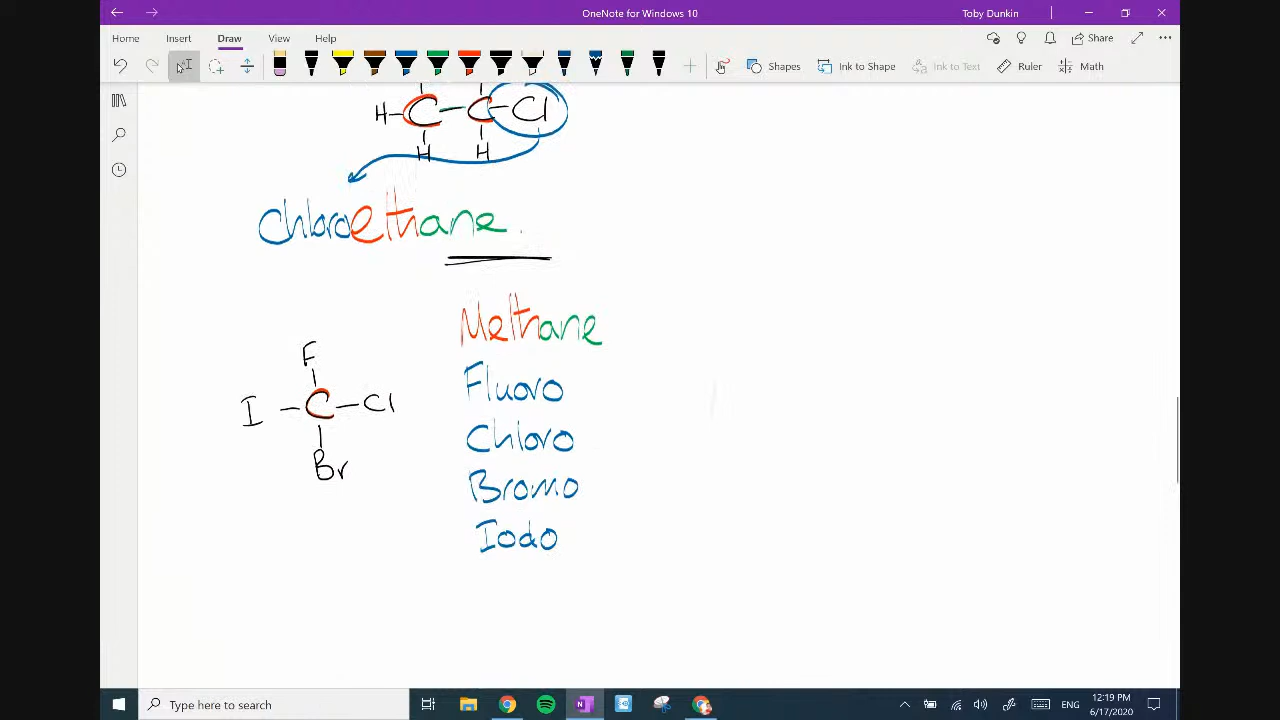 OneNote for Windows 10
Toby Dunkin
Home Insert Draw View Help
Share
Shapes Ink to Shape Ink to Text Ruler Math
H C C Cl
H H
chloroethane.
Methane
F
Fluoro
I C Cl
Chloro
Br
Bromo
Iodo
Type here to search
ENG
12:19 PM
6/17/2020